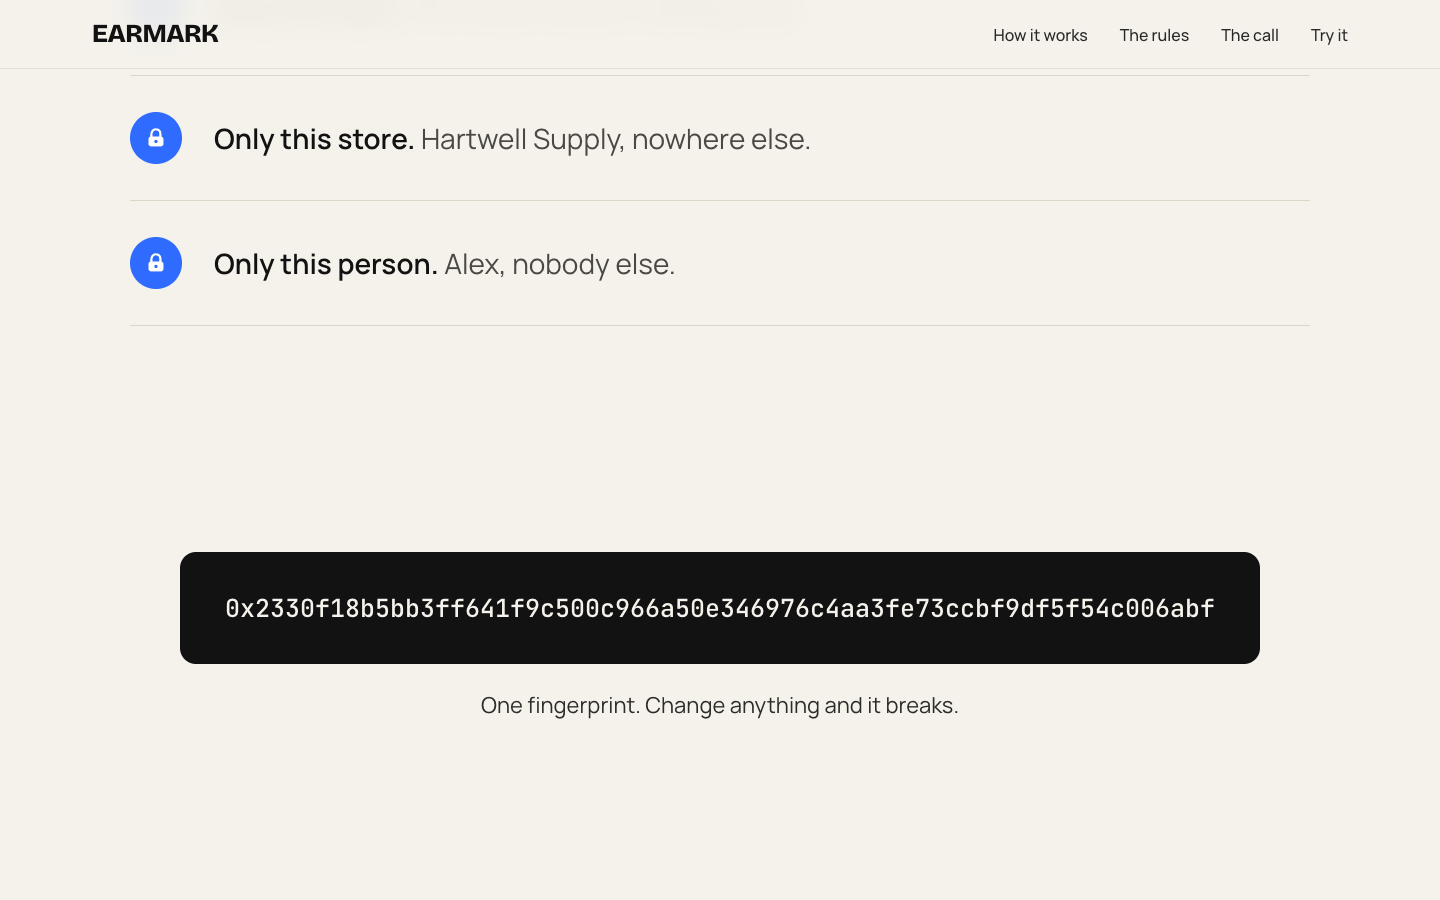 EARMARK
How it works
The rules
The call
Try it
Only this store. Hartwell Supply, nowhere else.
Only this person. Alex, nobody else.
0x2330f18b5bb3ff641f9c500c966a50e346976c4aa3fe73ccbf9df5f54c006abf
One fingerprint. Change anything and it breaks.